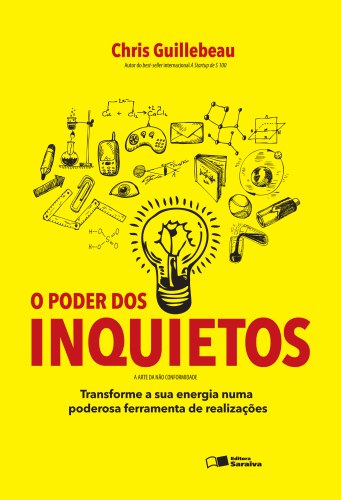 Chris Guillebeau
Autor do best-seller internacional A Startup de $ 100
O PODER DOS
INQUIETOS
A ARTE DA NÃO CONFORMIDADE
Transforme a sua energia numa
poderosa ferramenta de realizações
Editora
Saraiva